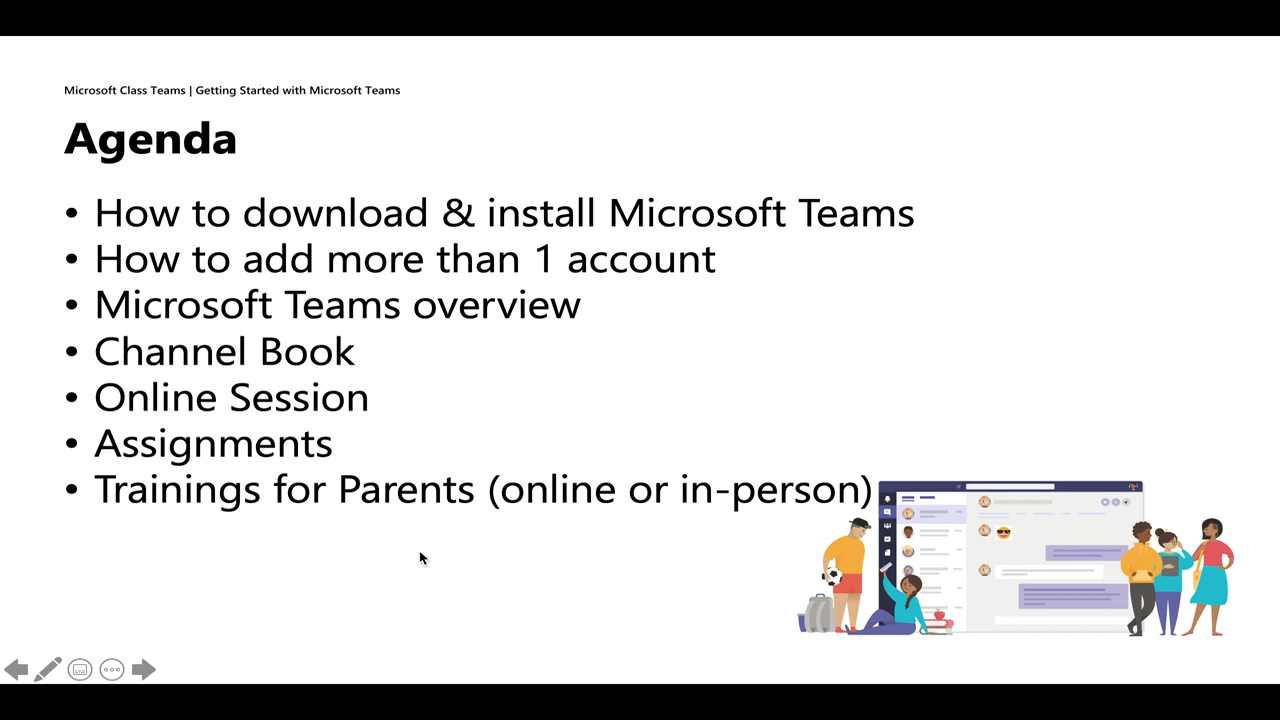 Microsoft Class Teams | Getting Started with Microsoft Teams
Agenda
• How to download & install Microsoft Teams
• How to add more than 1 account
• Microsoft Teams overview
• Channel Book
• Online Session
• Assignments
• Trainings for Parents (online or in-person)